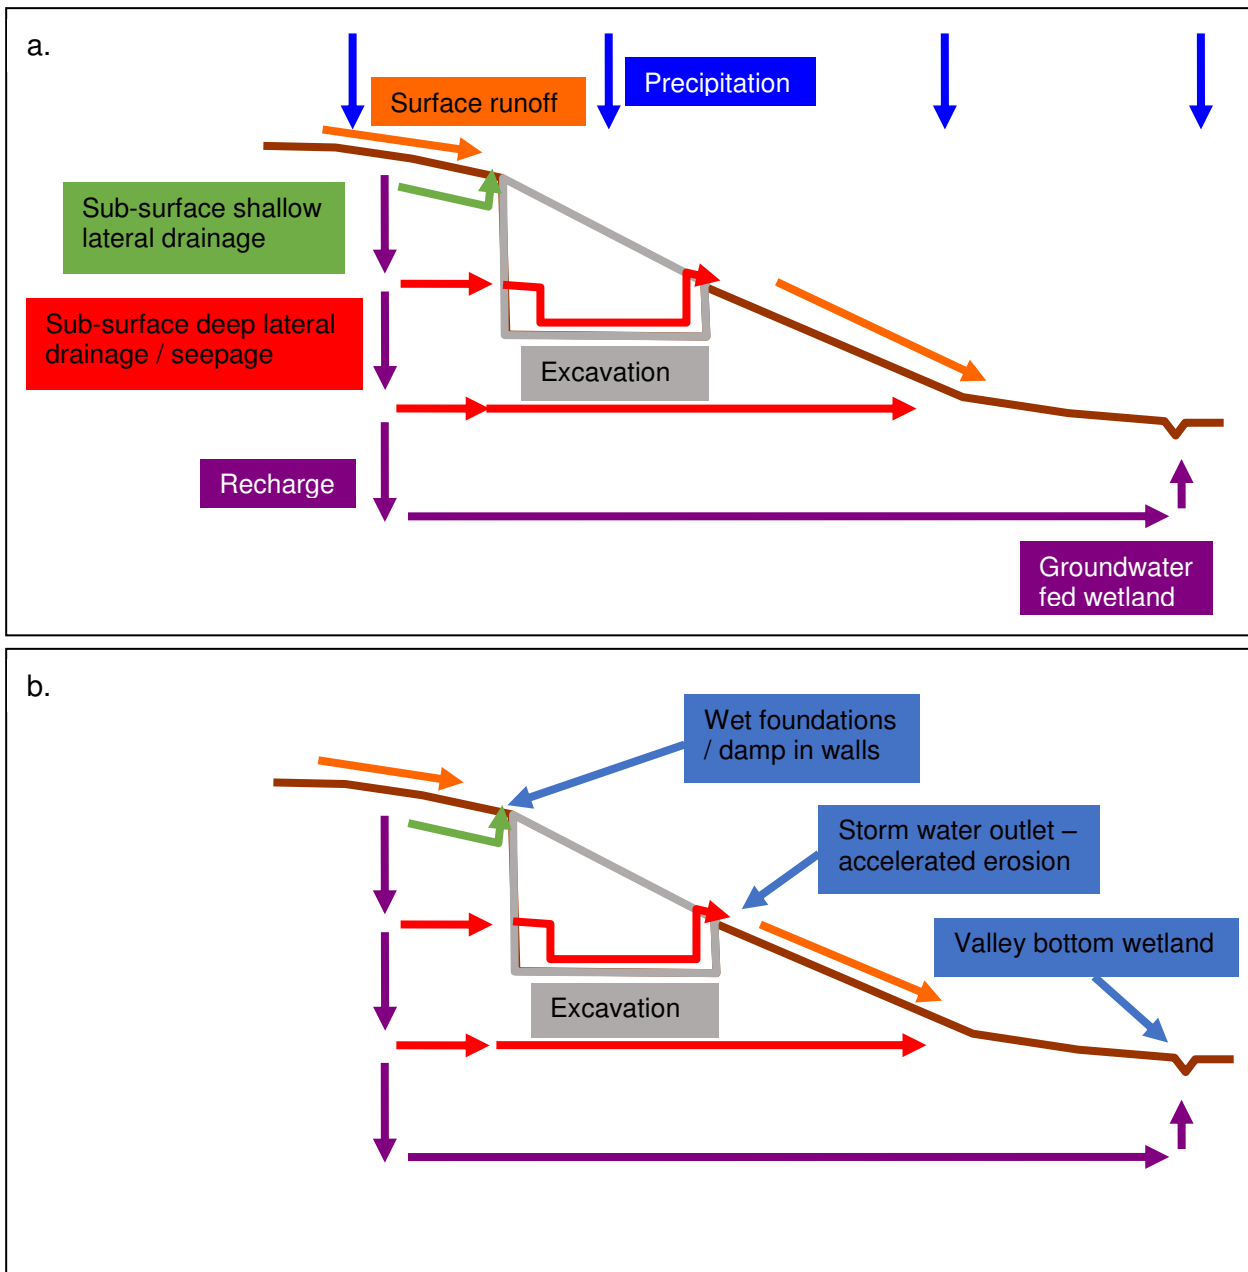 a.
Precipitation
Surface runoff
Sub-surface shallow
lateral drainage
Sub-surface deep lateral
drainage / seepage
Excavation
Recharge
Groundwater
fed wetland
b.
Wet foundations
/ damp in walls
Storm water outlet –
accelerated erosion
Valley bottom wetland
Excavation